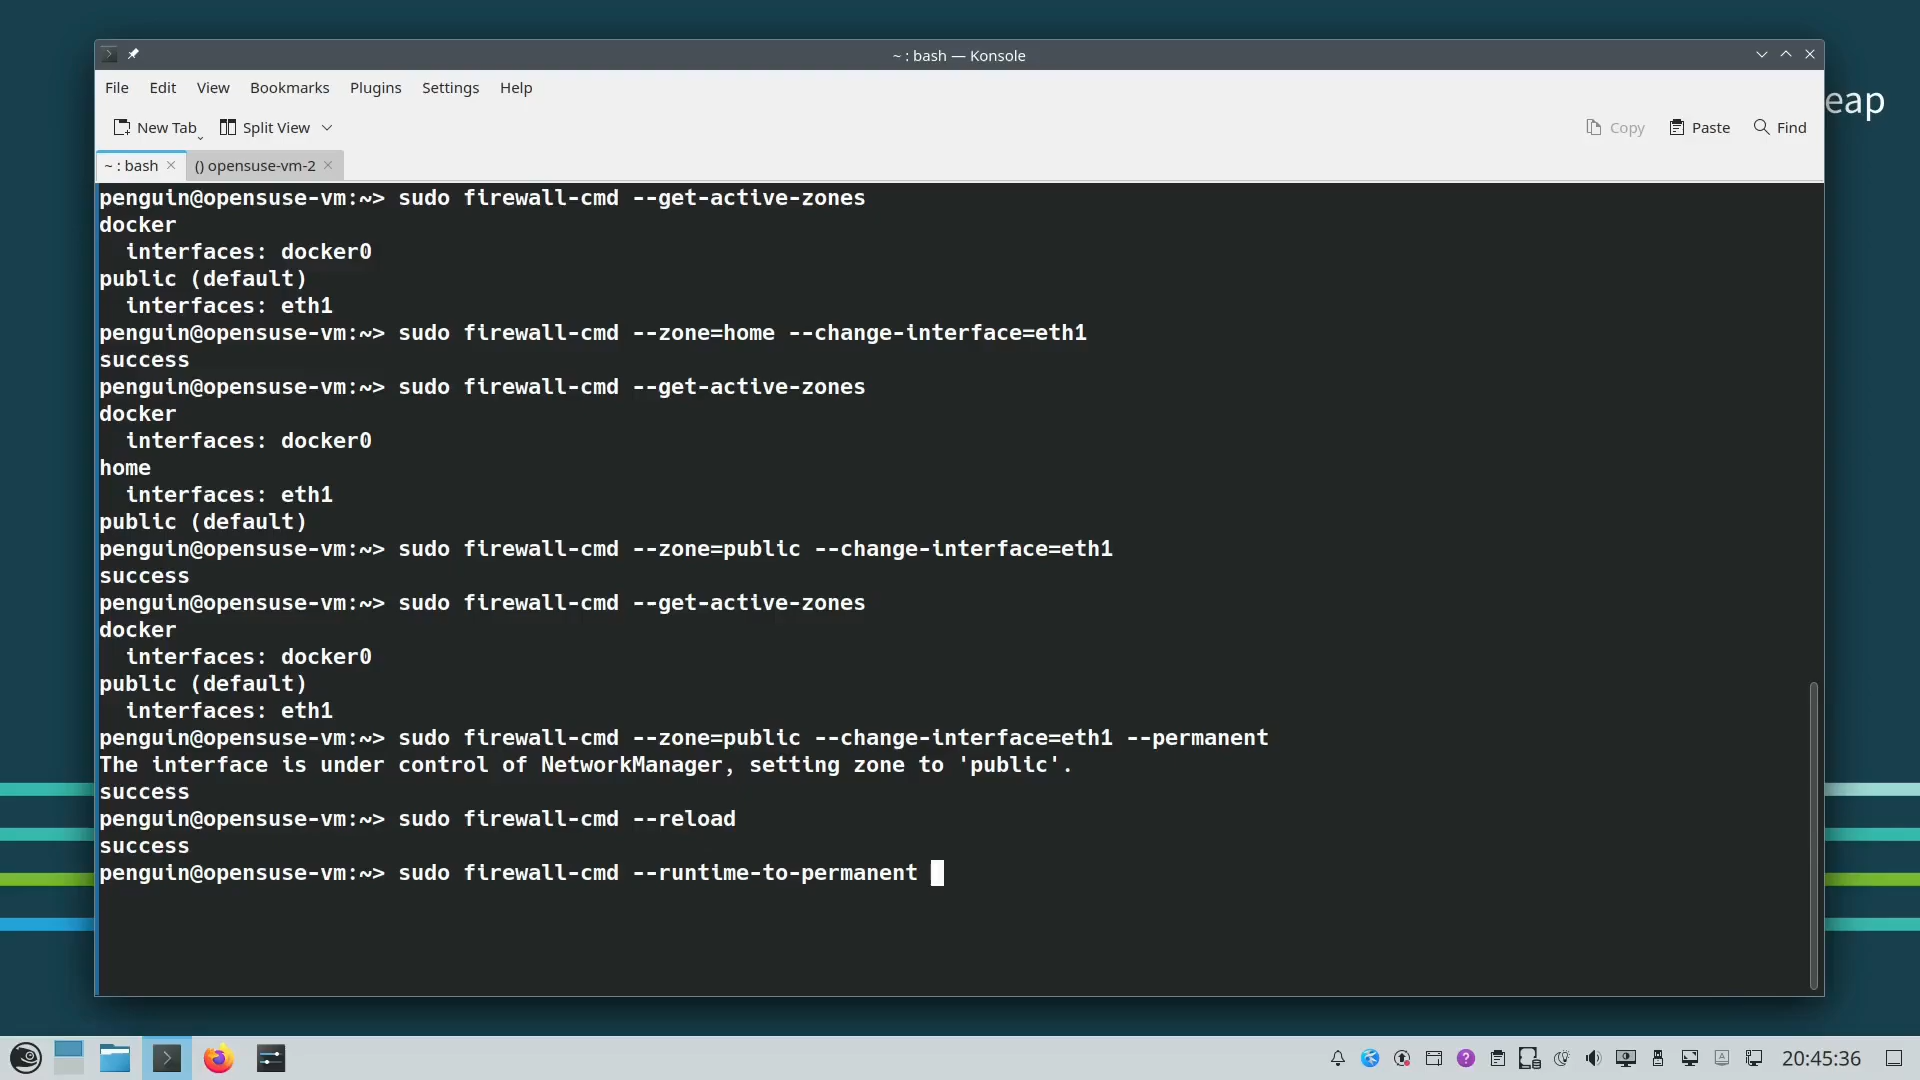 ~ : bash — Konsole
File Edit View Bookmarks Plugins Settings Help
eap
New Tab Split View Copy Paste Find
~ : bash () opensuse-vm-2
penguin@opensuse-vm:~> sudo firewall-cmd --get-active-zones
docker
  interfaces: docker0
public (default)
  interfaces: eth1
penguin@opensuse-vm:~> sudo firewall-cmd --zone=home --change-interface=eth1
success
penguin@opensuse-vm:~> sudo firewall-cmd --get-active-zones
docker
  interfaces: docker0
home
  interfaces: eth1
public (default)
penguin@opensuse-vm:~> sudo firewall-cmd --zone=public --change-interface=eth1
success
penguin@opensuse-vm:~> sudo firewall-cmd --get-active-zones
docker
  interfaces: docker0
public (default)
  interfaces: eth1
penguin@opensuse-vm:~> sudo firewall-cmd --zone=public --change-interface=eth1 --permanent
The interface is under control of NetworkManager, setting zone to 'public'.
success
penguin@opensuse-vm:~> sudo firewall-cmd --reload
success
penguin@opensuse-vm:~> sudo firewall-cmd --runtime-to-permanent
20:45:36